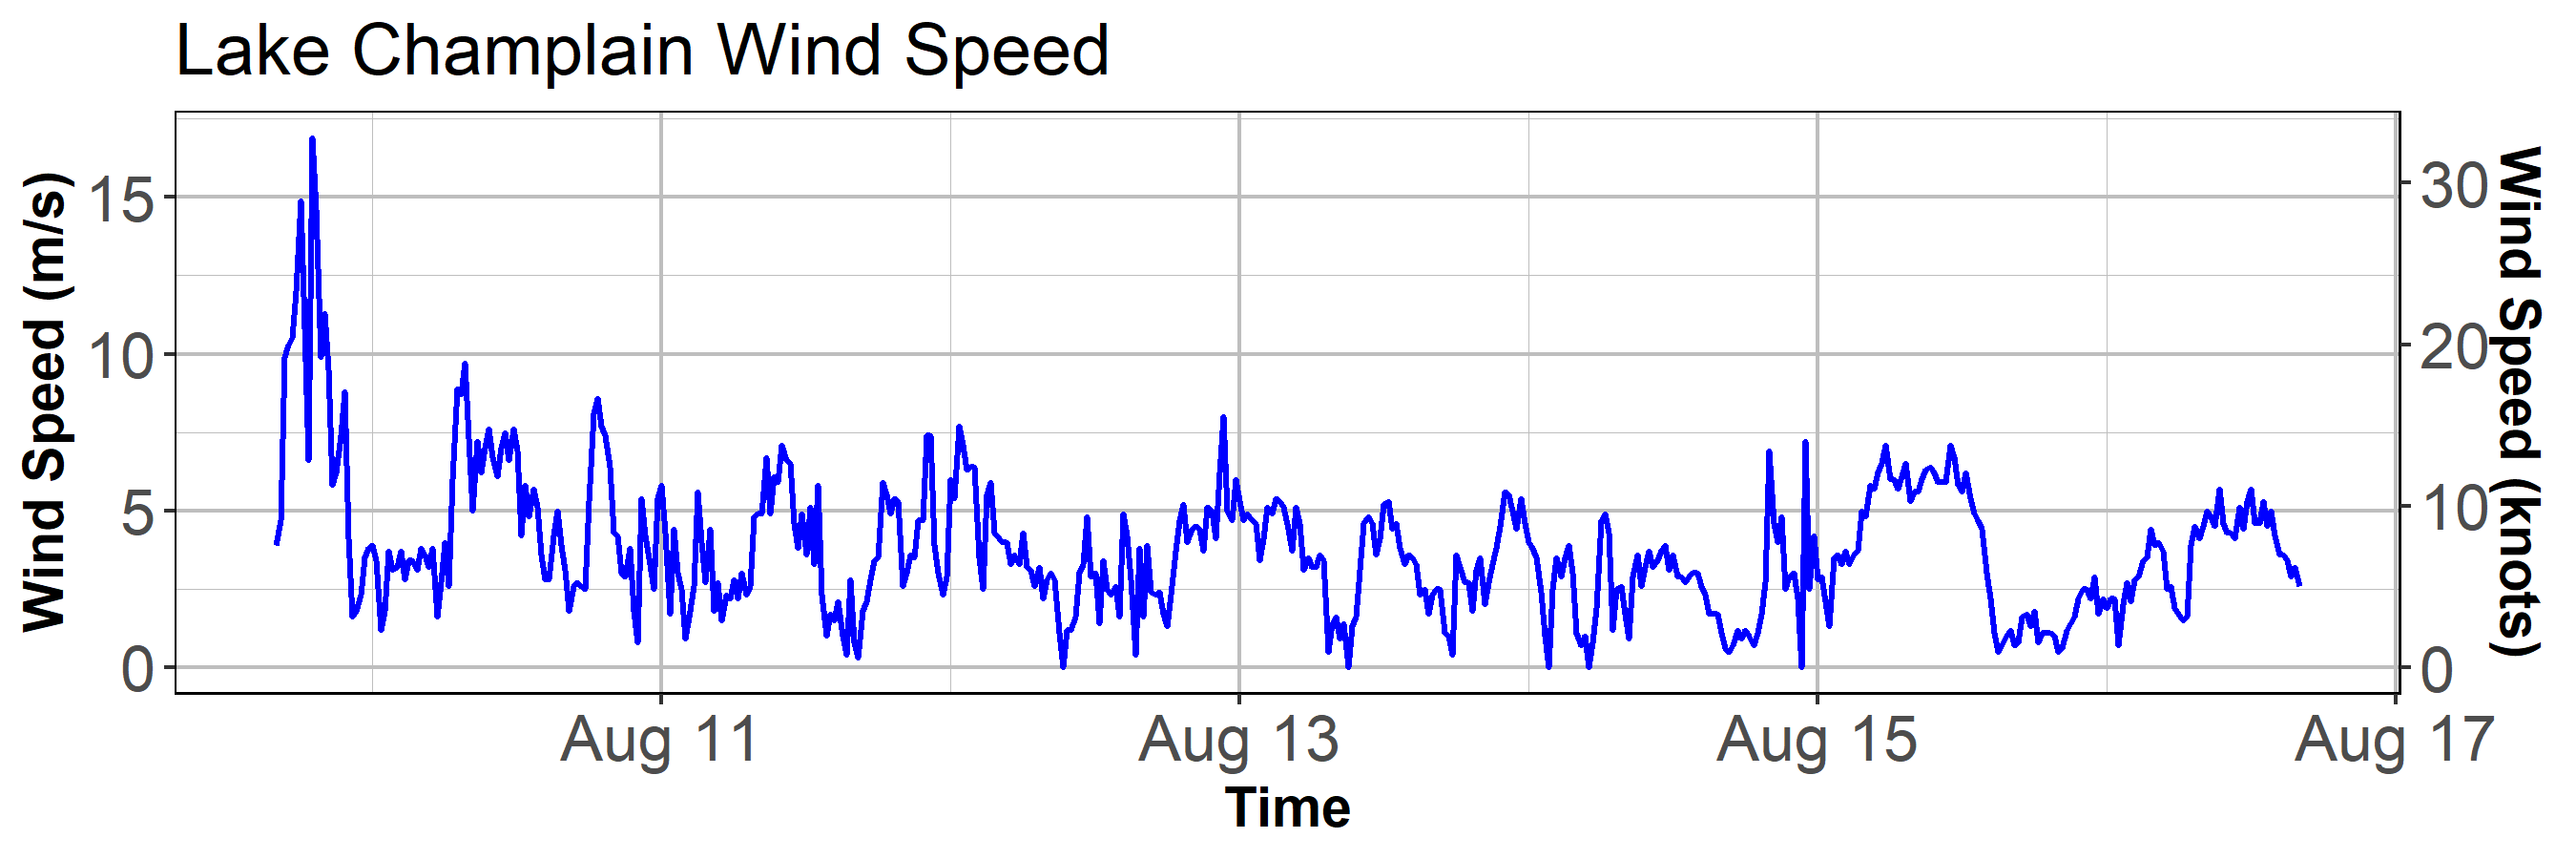 Lake Champlain Wind Speed
Wind Speed (m/s)
15
10
5
0
30
20
10
0
Wind Speed (knots)
Aug 11
Aug 13
Aug 15
Aug 17
Time